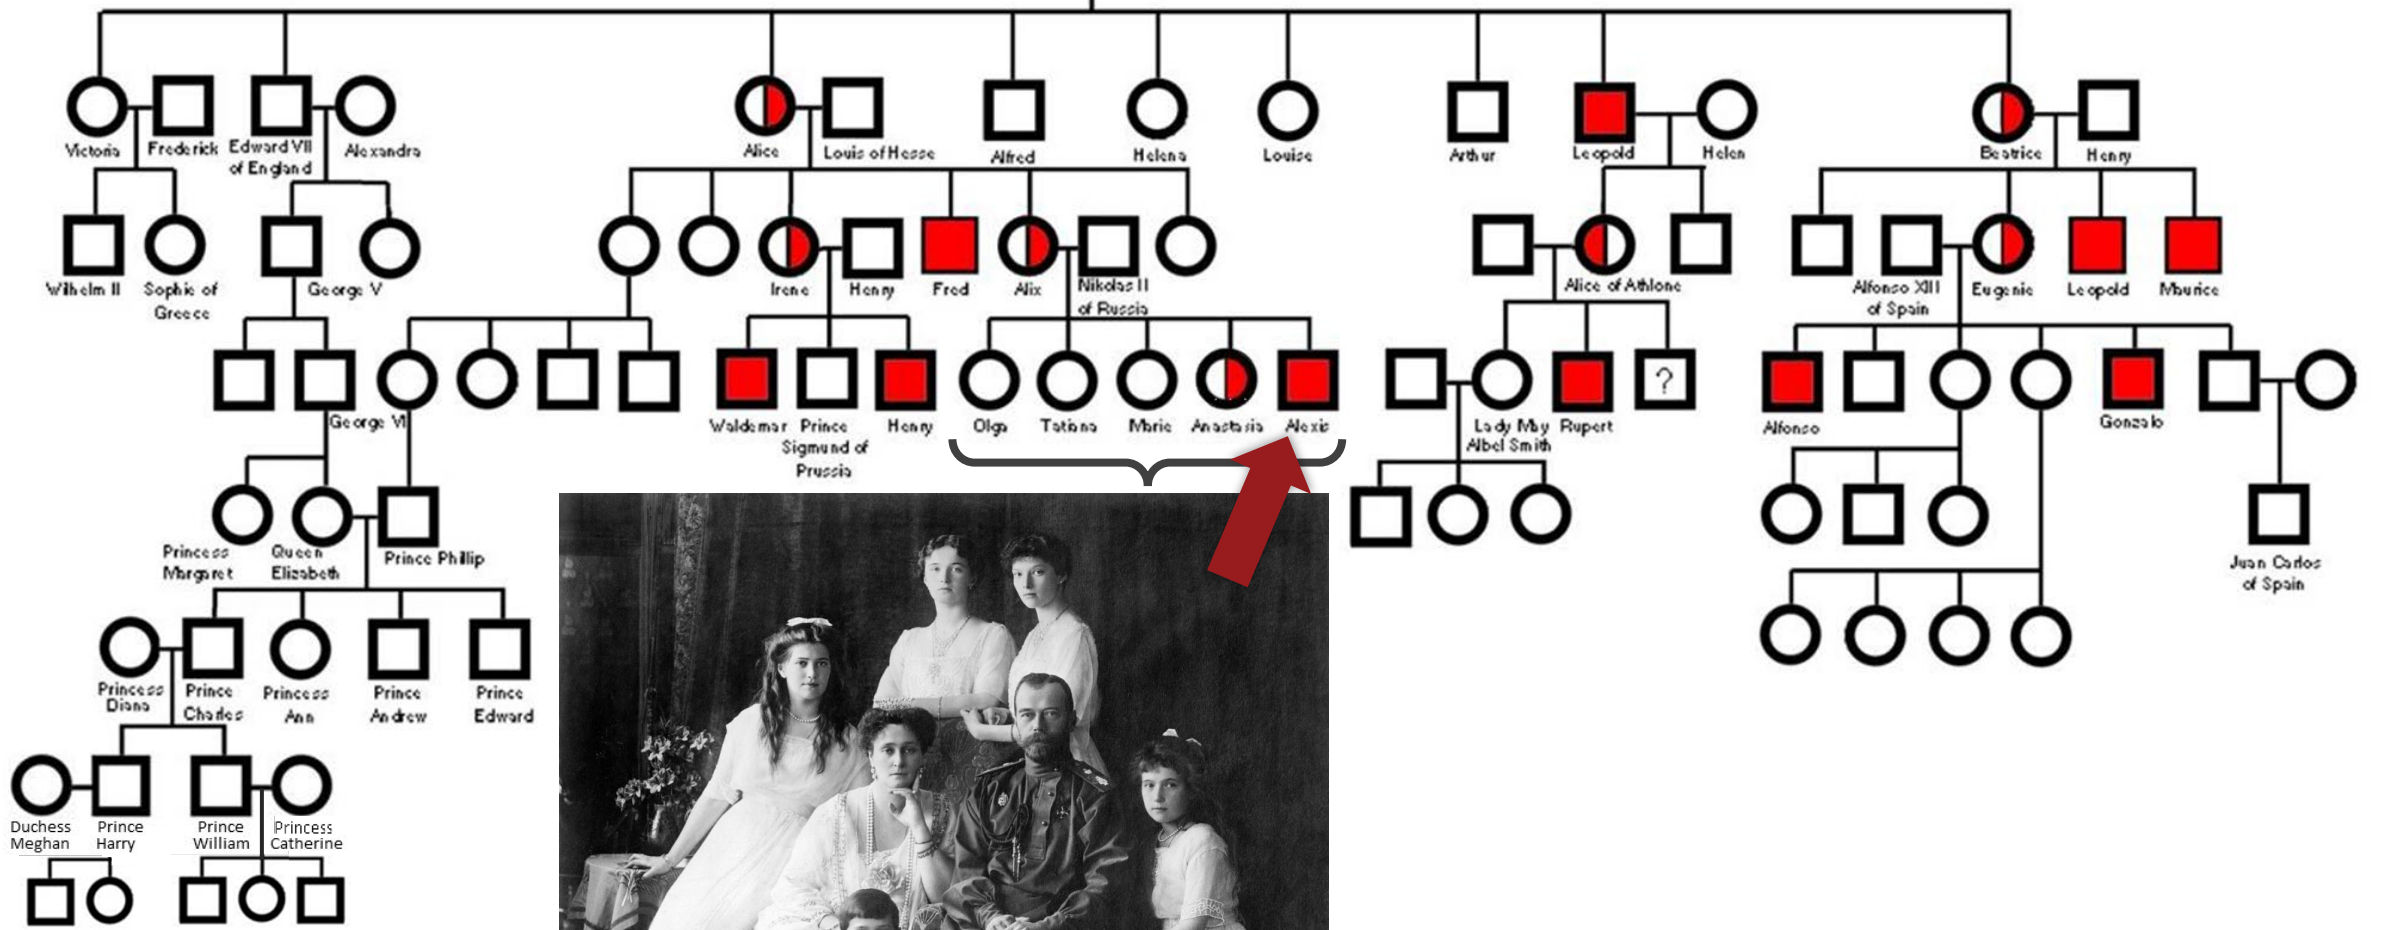 Victoria
Frederick
Edward VII
of England
Alexandra
Alice
Louis of Hesse
Alfred
Helena
Louise
Arthur
Leopold
Helen
Beatrice
Henry
Wilhelm II
Sophie of
Greece
George V
Irene
Henry
Fred
Alix
Nikolas II
of Russia
Alice of Athlone
Alfonso XIII
of Spain
Eugenie
Leopold
Maurice
George VI
Waldemar
Prince
Sigmund of
Prussia
Henry
Olga
Tatiana
Marie
Anastasia
Alexis
Lady May
Albel Smith
Rupert
?
Alfonso
Gonzalo
Princess
Margaret
Queen
Elizabeth
Prince Phillip
Juan Carlos
of Spain
Princess
Diana
Prince
Charles
Princess
Ann
Prince
Andrew
Prince
Edward
Duchess
Meghan
Prince
Harry
Prince
William
Princess
Catherine